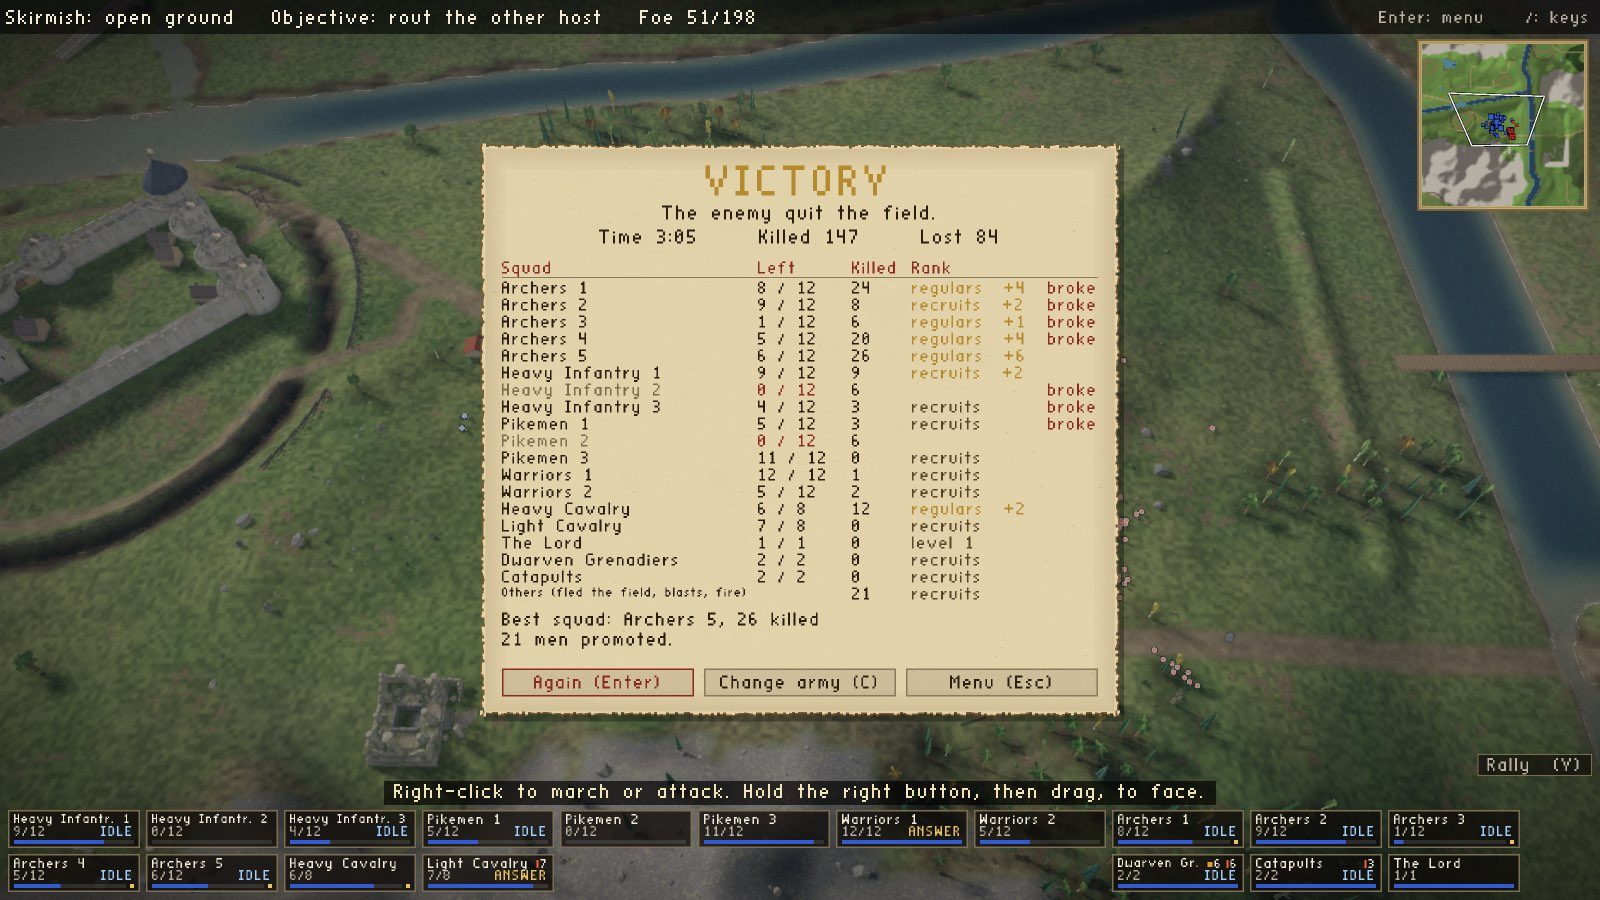 Skirmish: open ground Objective: rout the other host Foe 51/198 Enter: menu /: keys
VICTORY
The enemy quit the field.
Time 3:05 Killed 147 Lost 84
Squad Left Killed Rank
Archers 1 8 / 12 24 regulars +4 broke
Archers 2 9 / 12 8 recruits +2 broke
Archers 3 1 / 12 6 regulars +1 broke
Archers 4 5 / 12 20 regulars +4 broke
Archers 5 6 / 12 26 regulars +6
Heavy Infantry 1 9 / 12 9 recruits +2
Heavy Infantry 2 0 / 12 6 broke
Heavy Infantry 3 4 / 12 3 recruits broke
Pikemen 1 5 / 12 3 recruits broke
Pikemen 2 0 / 12 6
Pikemen 3 11 / 12 0 recruits
Warriors 1 12 / 12 1 recruits
Warriors 2 5 / 12 2 recruits
Heavy Cavalry 6 / 8 12 regulars +2
Light Cavalry 7 / 8 0 recruits
The Lord 1 / 1 0 level 1
Dwarven Grenadiers 2 / 2 0 recruits
Catapults 2 / 2 0 recruits
Others (fled the field, blasts, fire) 21 recruits
Best squad: Archers 5, 26 killed
21 men promoted.
Again (Enter) Change army (C) Menu (Esc)
Rally (Y)
Right-click to march or attack. Hold the right button, then drag, to face.
Heavy Infantr. 1 Heavy Infantr. 2 Heavy Infantr. 3 Pikemen 1 Pikemen 2 Pikemen 3 Warriors 1 Warriors 2 Archers 1 Archers 2 Archers 3
9/12 IDLE 0/12 4/12 IDLE 5/12 IDLE 0/12 11/12 12/12 ANSWER 5/12 8/12 IDLE 9/12 IDLE 1/12 IDLE
Archers 4 Archers 5 Heavy Cavalry Light Cavalry 7 Dwarven Gr. 6 6 Catapults 3 The Lord
5/12 IDLE 6/12 IDLE 6/8 7/8 ANSWER 2/2 IDLE 2/2 IDLE 1/1